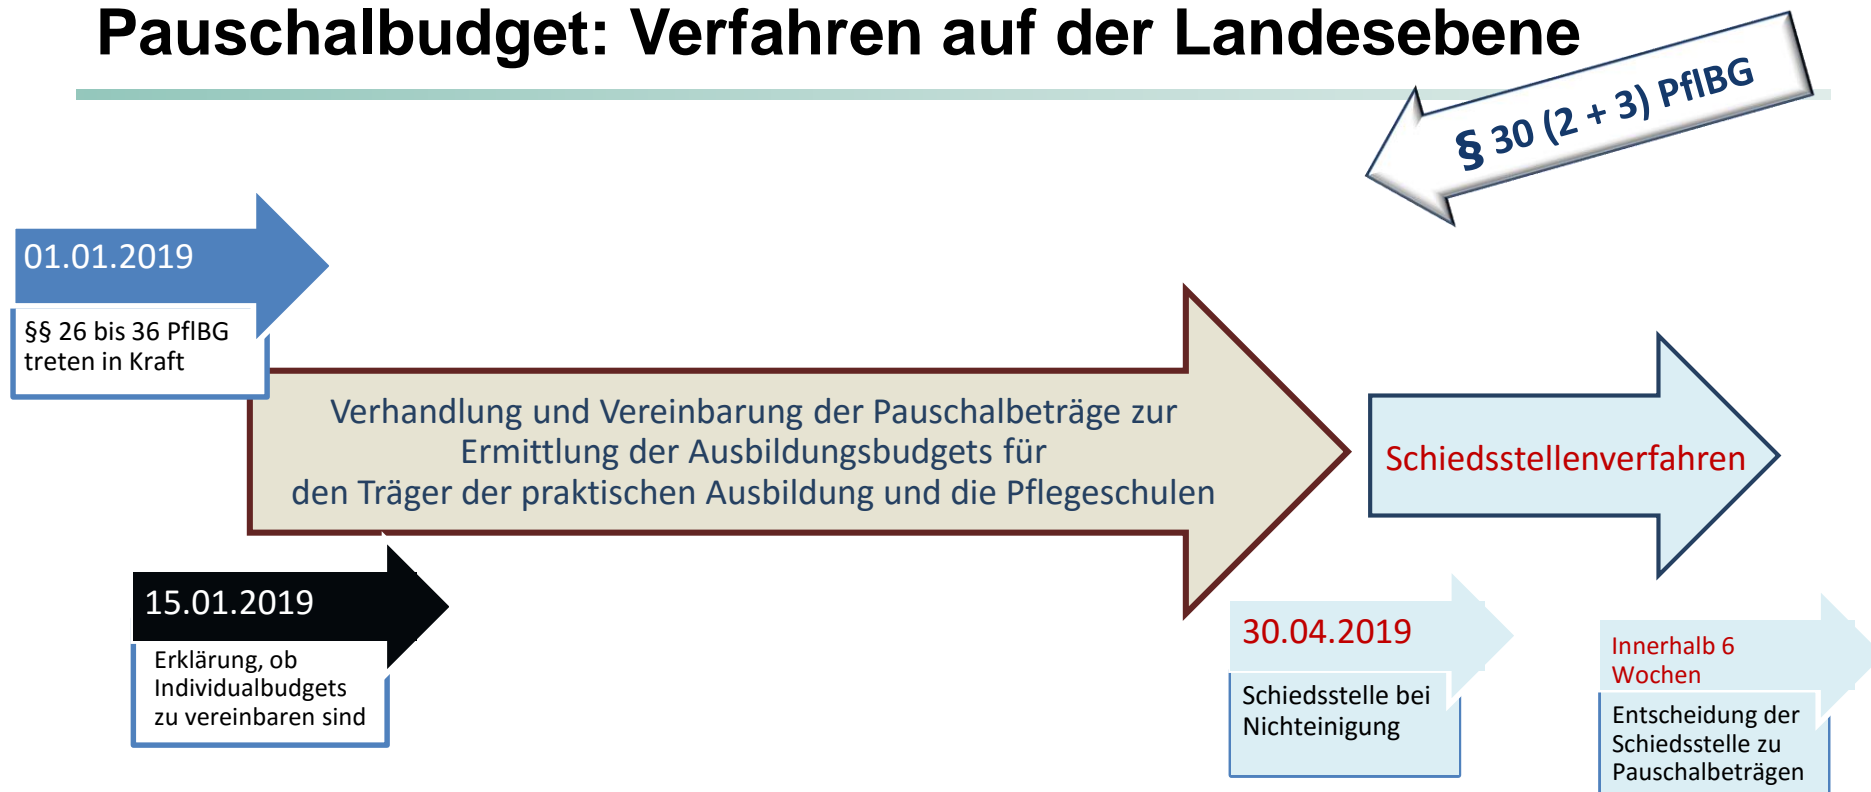 Pauschalbudget: Verfahren auf der Landesebene
§ 30 (2 + 3) PflBG
01.01.2019
§§ 26 bis 36 PflBG
treten in Kraft
Verhandlung und Vereinbarung der Pauschalbeträge zur
Ermittlung der Ausbildungsbudgets für
den Träger der praktischen Ausbildung und die Pflegeschulen
Schiedsstellenverfahren
15.01.2019
Erklärung, ob
Individualbudgets
zu vereinbaren sind
30.04.2019
Schiedsstelle bei
Nichteinigung
Innerhalb 6
Wochen
Entscheidung der
Schiedsstelle zu
Pauschalbeträgen